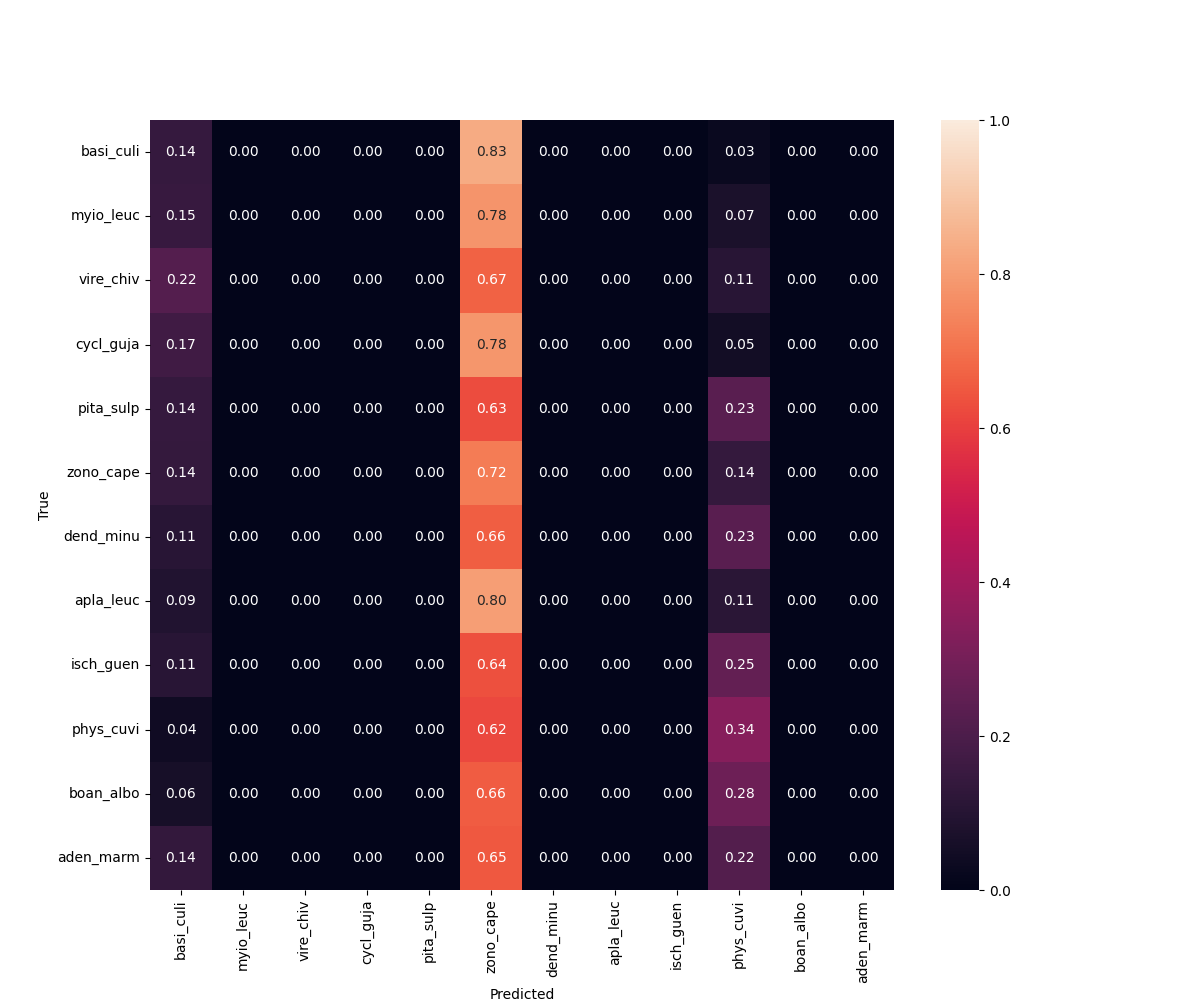 basi_culi 0.14 0.00 0.00 0.00 0.00 0.83 0.00 0.00 0.00 0.03 0.00 0.00
myio_leuc 0.15 0.00 0.00 0.00 0.00 0.78 0.00 0.00 0.00 0.07 0.00 0.00
vire_chiv 0.22 0.00 0.00 0.00 0.00 0.67 0.00 0.00 0.00 0.11 0.00 0.00
cycl_guja 0.17 0.00 0.00 0.00 0.00 0.78 0.00 0.00 0.00 0.05 0.00 0.00
pita_sulp 0.14 0.00 0.00 0.00 0.00 0.63 0.00 0.00 0.00 0.23 0.00 0.00
zono_cape 0.14 0.00 0.00 0.00 0.00 0.72 0.00 0.00 0.00 0.14 0.00 0.00
dend_minu 0.11 0.00 0.00 0.00 0.00 0.66 0.00 0.00 0.00 0.23 0.00 0.00
apla_leuc 0.09 0.00 0.00 0.00 0.00 0.80 0.00 0.00 0.00 0.11 0.00 0.00
isch_guen 0.11 0.00 0.00 0.00 0.00 0.64 0.00 0.00 0.00 0.25 0.00 0.00
phys_cuvi 0.04 0.00 0.00 0.00 0.00 0.62 0.00 0.00 0.00 0.34 0.00 0.00
boan_albo 0.06 0.00 0.00 0.00 0.00 0.66 0.00 0.00 0.00 0.28 0.00 0.00
aden_marm 0.14 0.00 0.00 0.00 0.00 0.65 0.00 0.00 0.00 0.22 0.00 0.00
True
basi_culi myio_leuc vire_chiv cycl_guja pita_sulp zono_cape dend_minu apla_leuc isch_guen phys_cuvi boan_albo aden_marm
Predicted
1.0
0.8
0.6
0.4
0.2
0.0